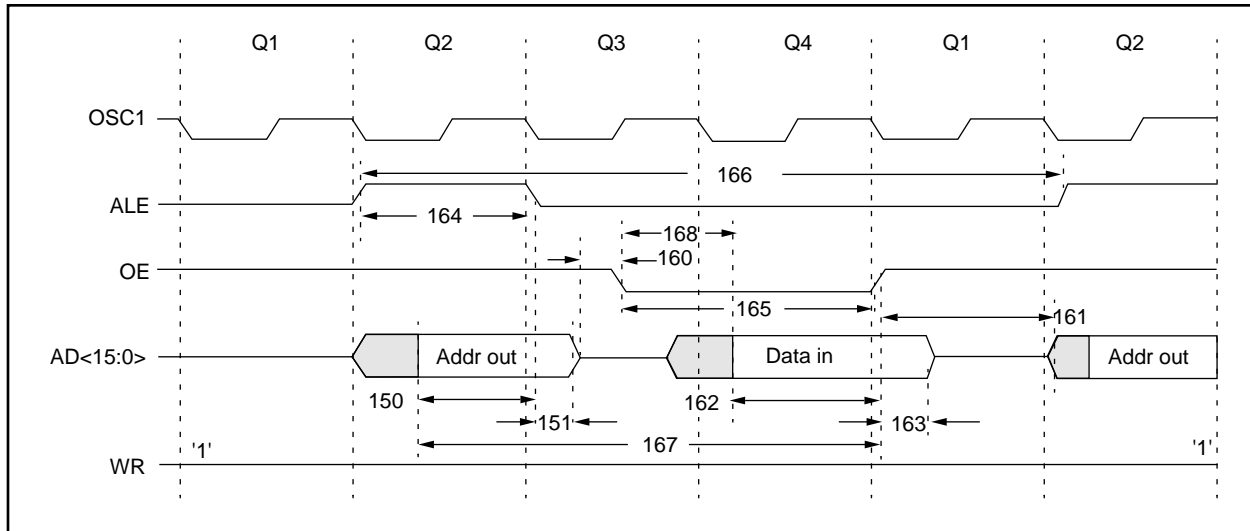 Q1 Q2 Q3 Q4 Q1 Q2
OSC1
166
ALE
164
168
160
OE
165
161
AD<15:0>
Addr out
Data in
Addr out
150
162
151
163
167
'1'
'1'
WR